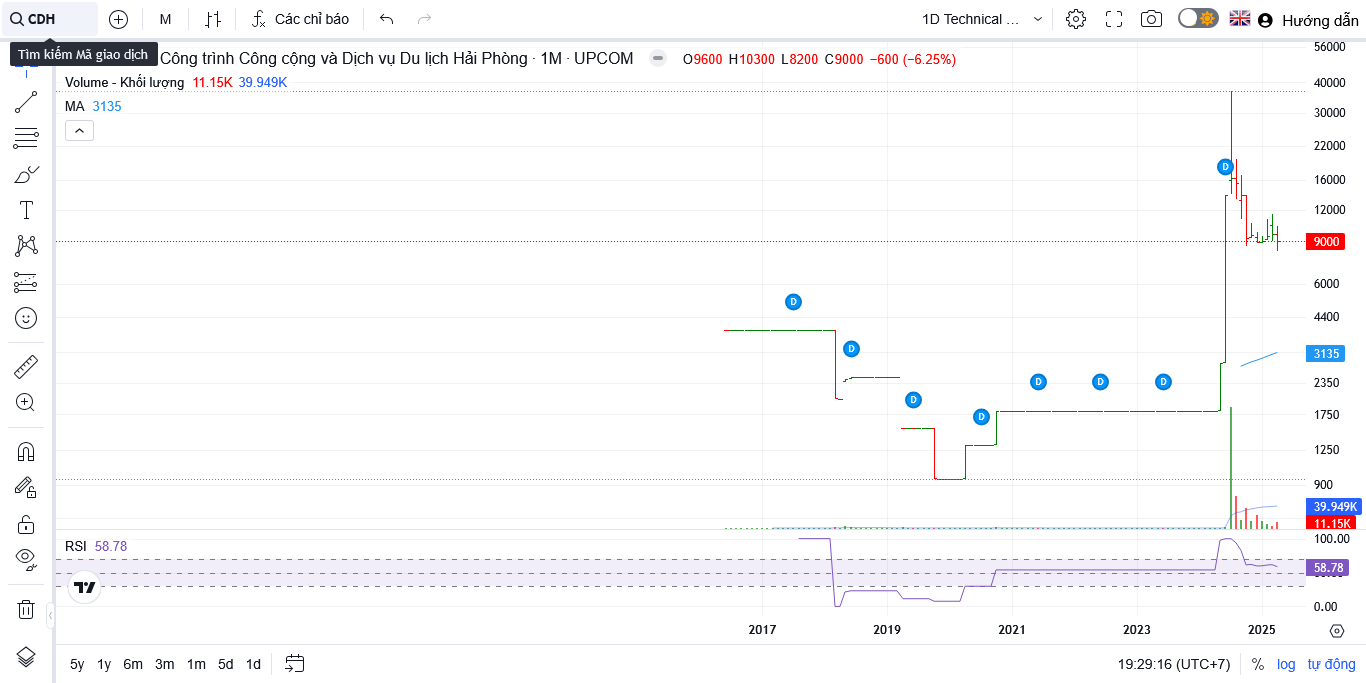 CDH
M
Các chỉ báo
1D Technical ...
Hướng dẫn
Tìm kiếm Mã giao dịch
Công trình Công cộng và Dịch vụ Du lịch Hải Phòng · 1M · UPCOM
O9600 H10300 L8200 C9000 −600 (−6.25%)
Volume - Khối lượng 11.15K 39.949K
MA 3135
56000
40000
30000
22000
16000
12000
9000
6000
4400
3135
2350
1750
1250
900
39.949K
11.15K
D
D
D
D
D
D
D
D
RSI 58.78
100.00
58.78
0.00
2017 2019 2021 2023 2025
5y 1y 6m 3m 1m 5d 1d
19:29:16 (UTC+7)
% log tự động